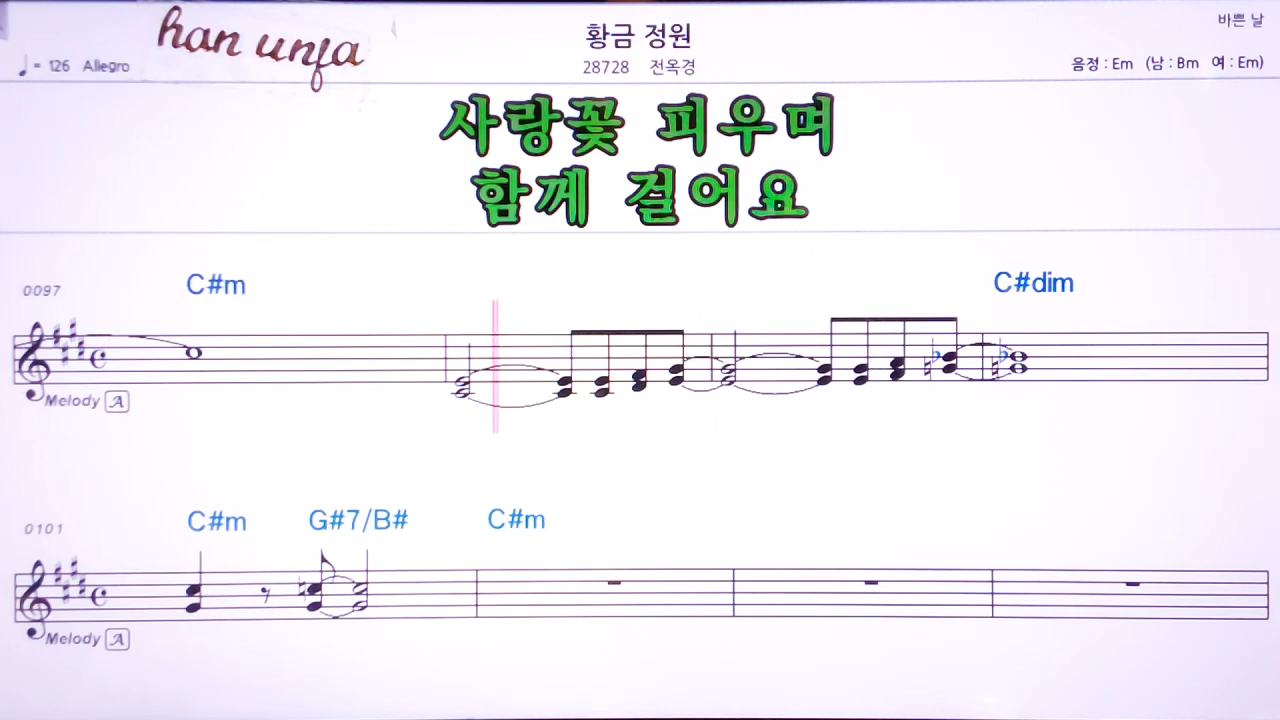 han unfa
황금 정원
바쁜 날
♩= 126 Allegro
28728 전옥경
음정 : Em (남 : Bm 여 : Em)
사랑꽃 피우며
함께 걸어요
0097
C#m
C#dim
Melody A
0101
C#m G#7/B# C#m
Melody A